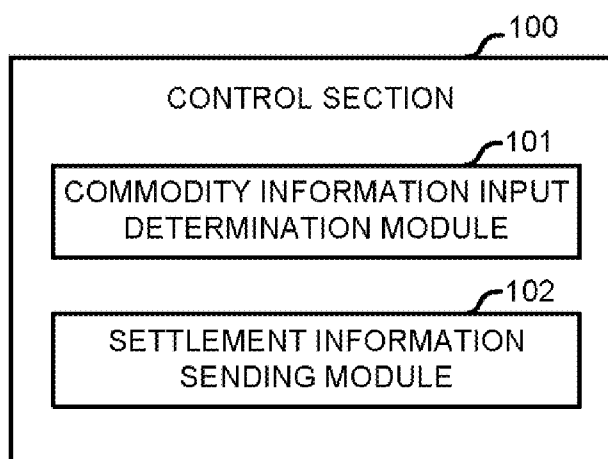 100
CONTROL SECTION
101
COMMODITY INFORMATION INPUT
DETERMINATION MODULE
102
SETTLEMENT INFORMATION
SENDING MODULE